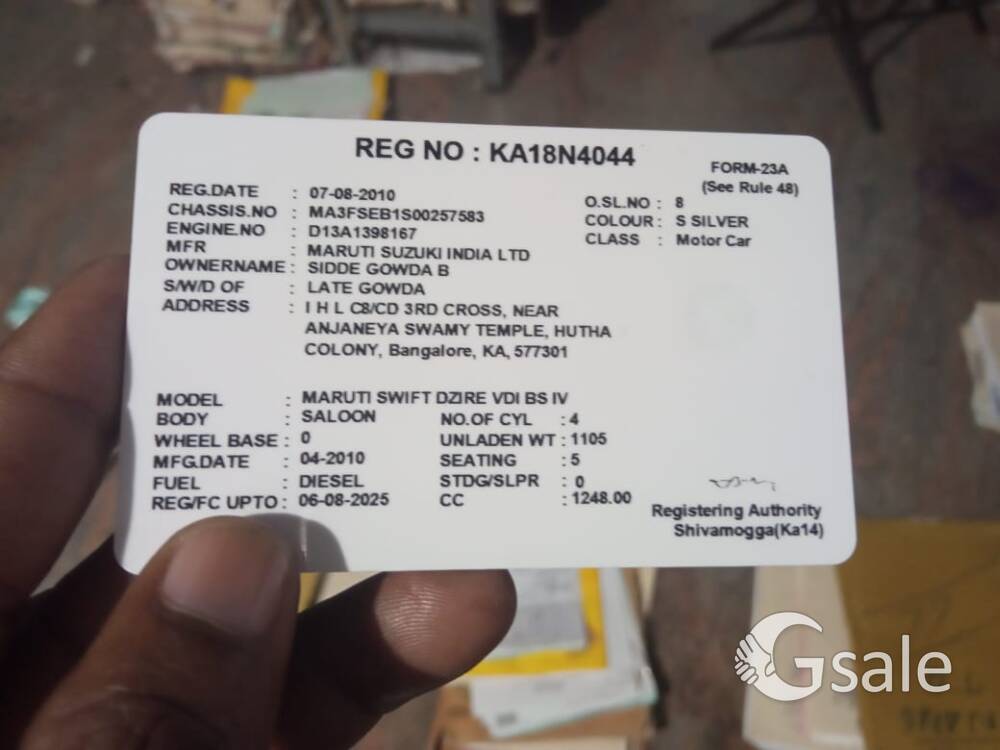 REG NO : KA18N4044
FORM-23A
(See Rule 48)
REG.DATE : 07-08-2010
O.SL.NO : 8
CHASSIS.NO : MA3FSEB1S00257583
COLOUR : S SILVER
ENGINE.NO : D13A1398167
CLASS : Motor Car
MFR : MARUTI SUZUKI INDIA LTD
OWNERNAME : SIDDE GOWDA B
S/W/D OF : LATE GOWDA
ADDRESS : I H L C8/CD 3RD CROSS, NEAR
ANJANEYA SWAMY TEMPLE, HUTHA
COLONY, Bangalore, KA, 577301
MODEL : MARUTI SWIFT DZIRE VDI BS IV
BODY : SALOON NO.OF CYL : 4
WHEEL BASE : 0 UNLADEN WT : 1105
MFG.DATE : 04-2010 SEATING : 5
FUEL : DIESEL STDG/SLPR : 0
REG/FC UPTO : 06-08-2025 CC : 1248.00
Registering Authority
Shivamogga(Ka14)
Gsale